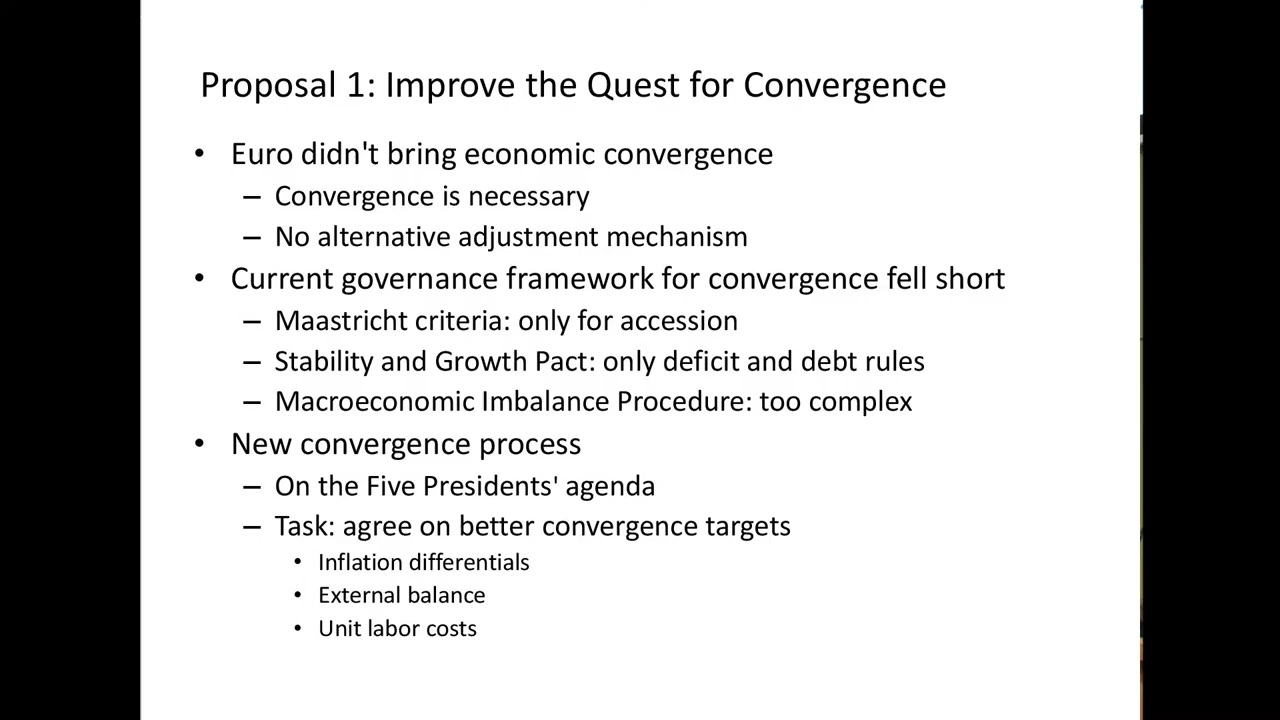 Proposal 1: Improve the Quest for Convergence
• Euro didn't bring economic convergence
– Convergence is necessary
– No alternative adjustment mechanism
• Current governance framework for convergence fell short
– Maastricht criteria: only for accession
– Stability and Growth Pact: only deficit and debt rules
– Macroeconomic Imbalance Procedure: too complex
• New convergence process
– On the Five Presidents' agenda
– Task: agree on better convergence targets
• Inflation differentials
• External balance
• Unit labor costs